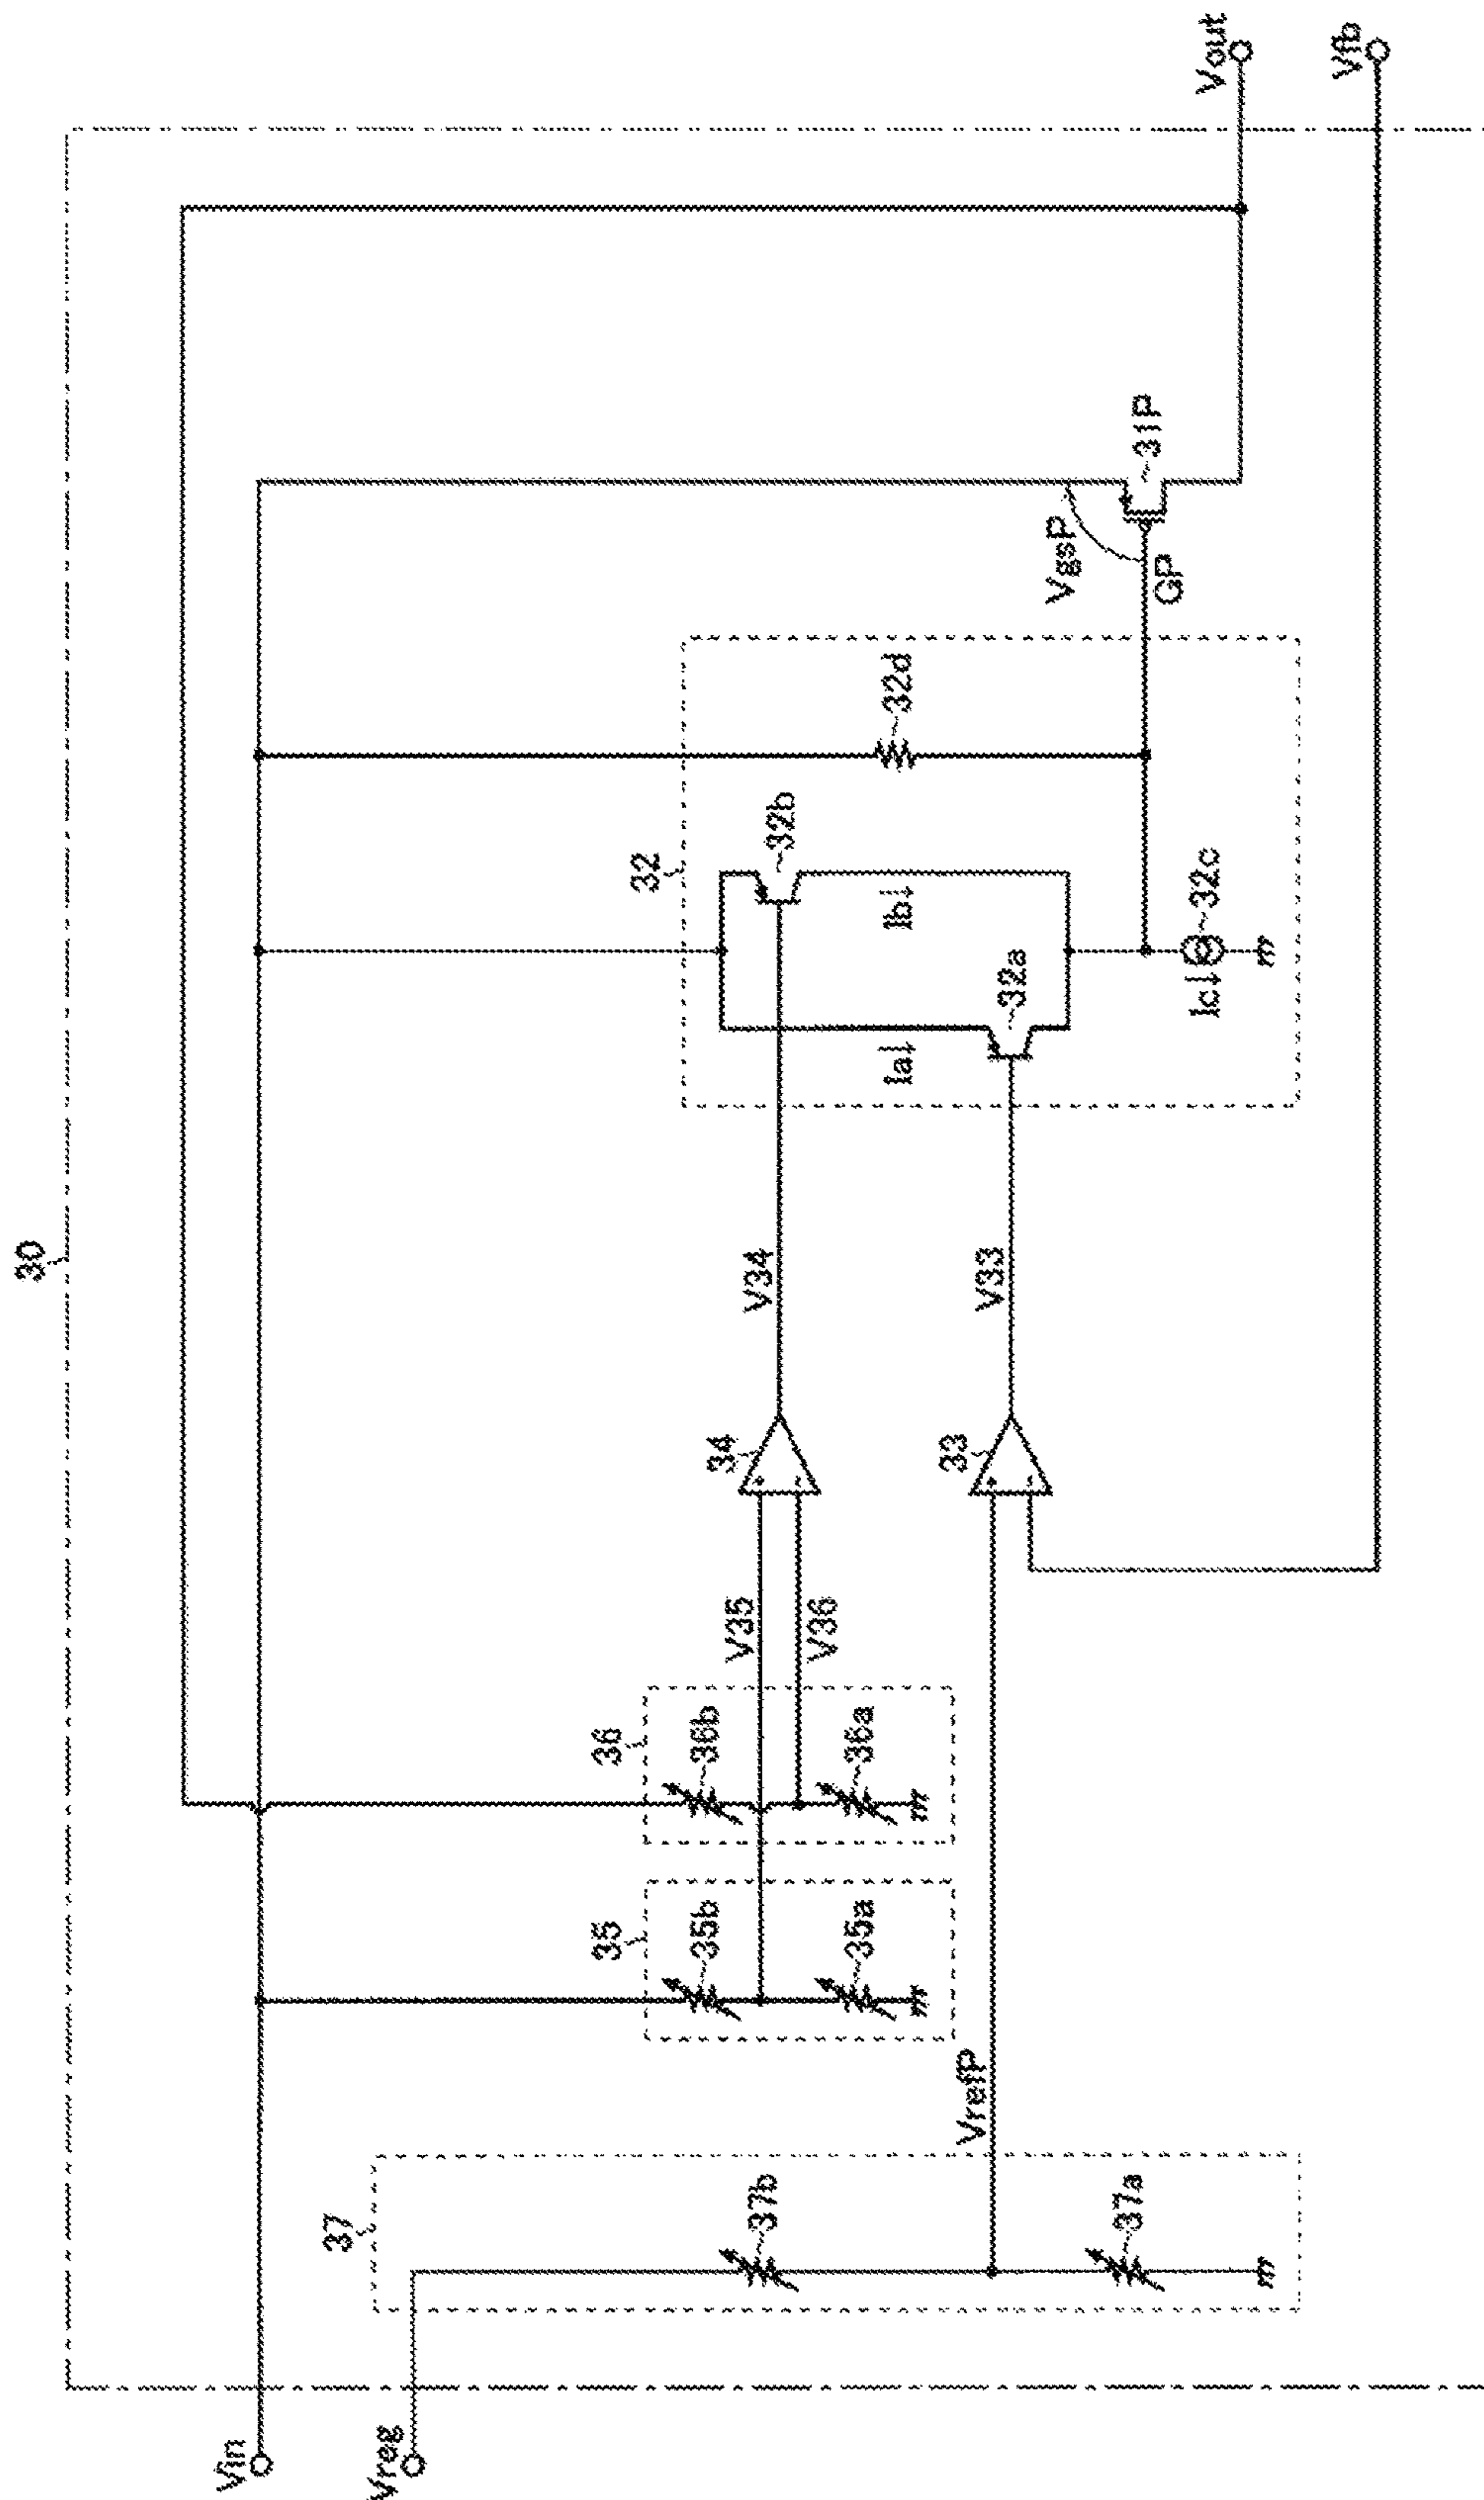 30
Vin
Vreg
37
37b
37a
VrefP
35
35b
35a
36
36b
36a
V35
V36
34
+
-
33
+
-
V34
V33
32
32b
32a
Ia↓
Ib↓
Ic↓
32c
32d
VgsP
GP
31P
Vout
Vfb